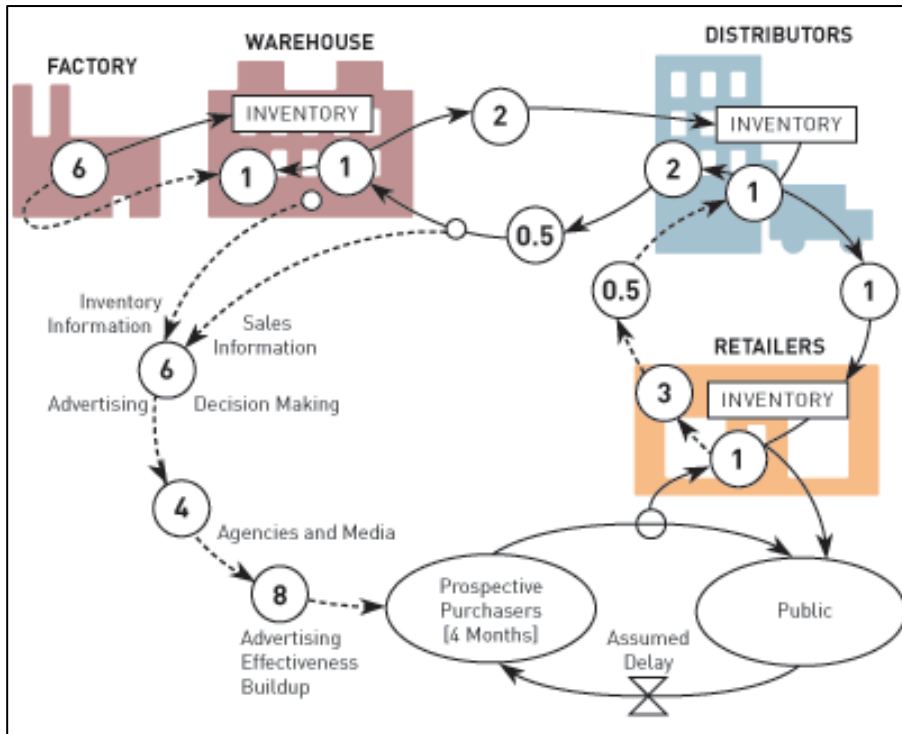 FACTORY
WAREHOUSE
DISTRIBUTORS
INVENTORY
INVENTORY
6
1
1
2
2
1
0.5
0.5
1
Inventory
Information
Sales
Information
6
Advertising
Decision Making
RETAILERS
3
INVENTORY
1
4
Agencies and Media
8
Advertising
Effectiveness
Buildup
Prospective
Purchasers
[4 Months]
Assumed
Delay
Public